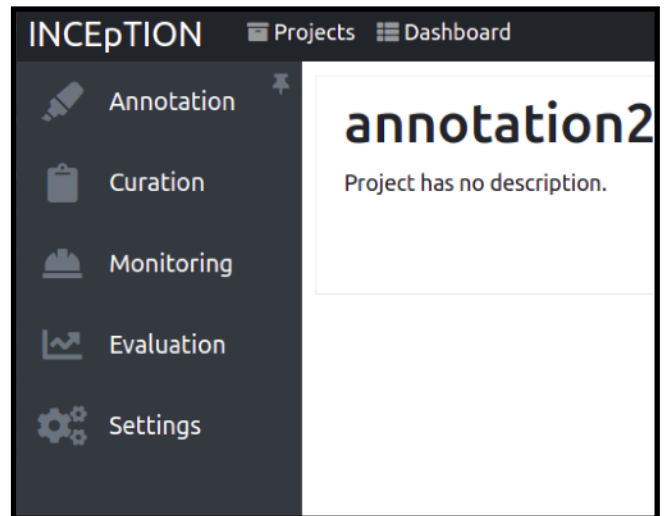 INCEpTION Projects Dashboard
Annotation
Curation
Monitoring
Evaluation
Settings
annotation2
Project has no description.